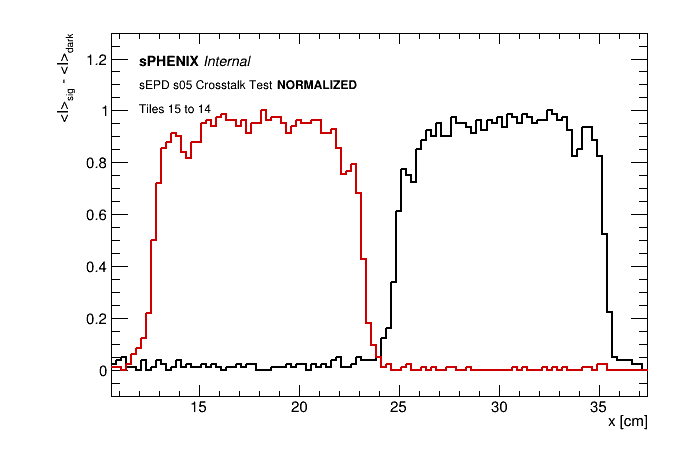 <I>sig - <I>dark
sPHENIX Internal
sEPD s05 Crosstalk Test NORMALIZED
Tiles 15 to 14
1.2
1
0.8
0.6
0.4
0.2
0
15 20 25 30 35
x [cm]